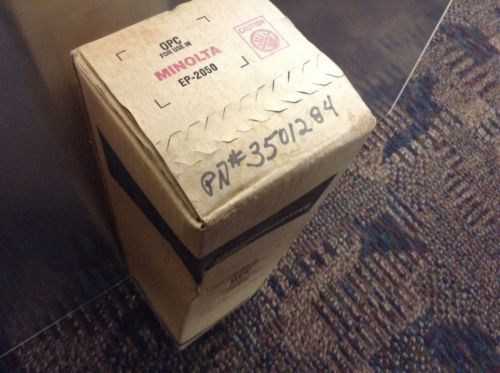 OPC
FOR USE IN
MINOLTA
EP-2050
CAUTION
PN#3501284